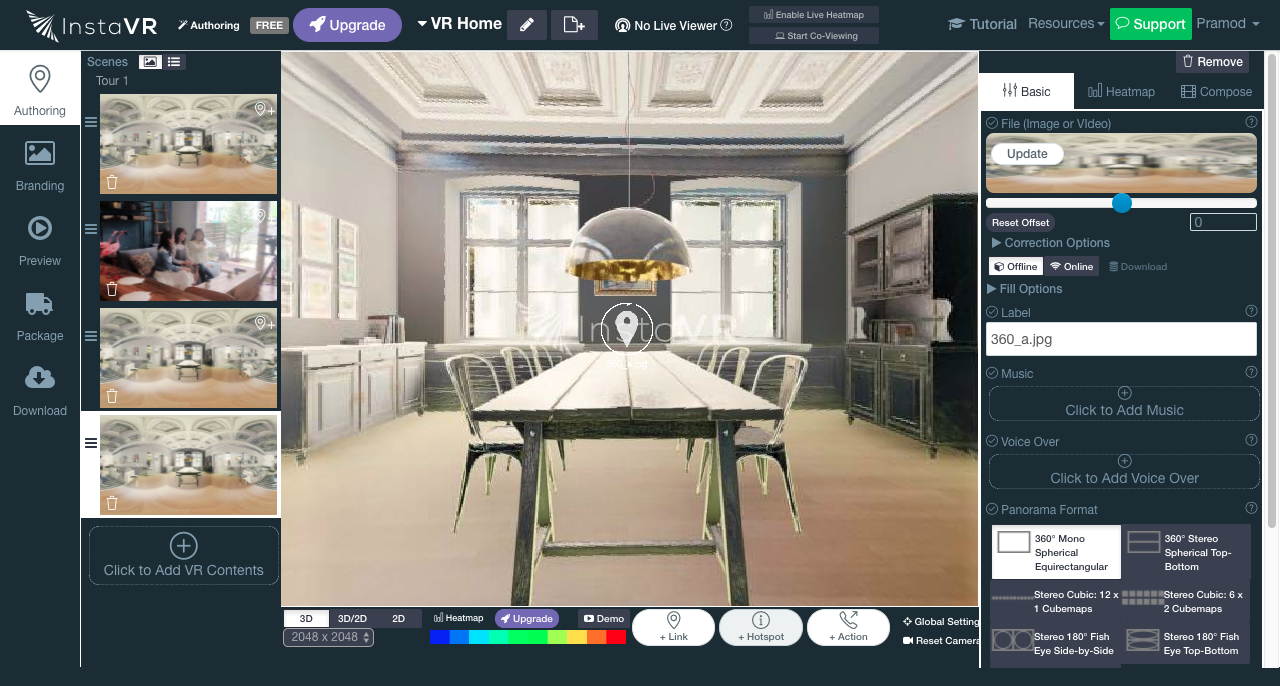 InstaVR
Authoring
FREE
Upgrade
VR Home
No Live Viewer
Enable Live Heatmap
Start Co-Viewing
Tutorial
Resources
Support
Pramod
Authoring
Branding
Preview
Package
Download
Scenes
Tour 1
Click to Add VR Contents
InstaVR
360_a.jpg
3D
3D/2D
2D
2048 x 2048
Heatmap
Upgrade
Demo
+ Link
+ Hotspot
+ Action
Global Setting
Reset Camera
Remove
Basic
Heatmap
Compose
File (Image or VIdeo)
Update
Reset Offset
0
Correction Options
Offline
Online
Download
Fill Options
Label
360_a.jpg
Music
Click to Add Music
Voice Over
Click to Add Voice Over
Panorama Format
360° Mono
Spherical
Equirectangular
360° Stereo
Spherical Top-
Bottom
Stereo Cubic: 12 x
1 Cubemaps
Stereo Cubic: 6 x
2 Cubemaps
Stereo 180° Fish
Eye Side-by-Side
Stereo 180° Fish
Eye Top-Bottom